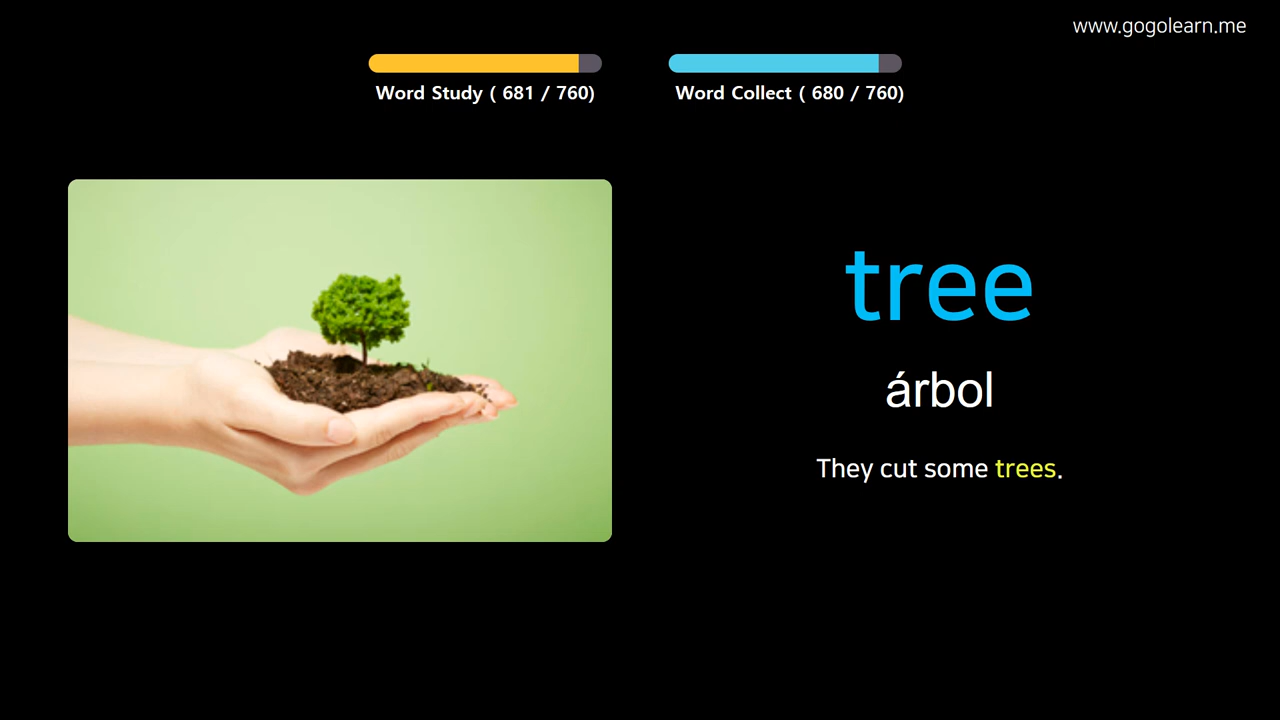 www.gogolearn.me
Word Study ( 681 / 760)
Word Collect ( 680 / 760)
tree
árbol
They cut some trees.